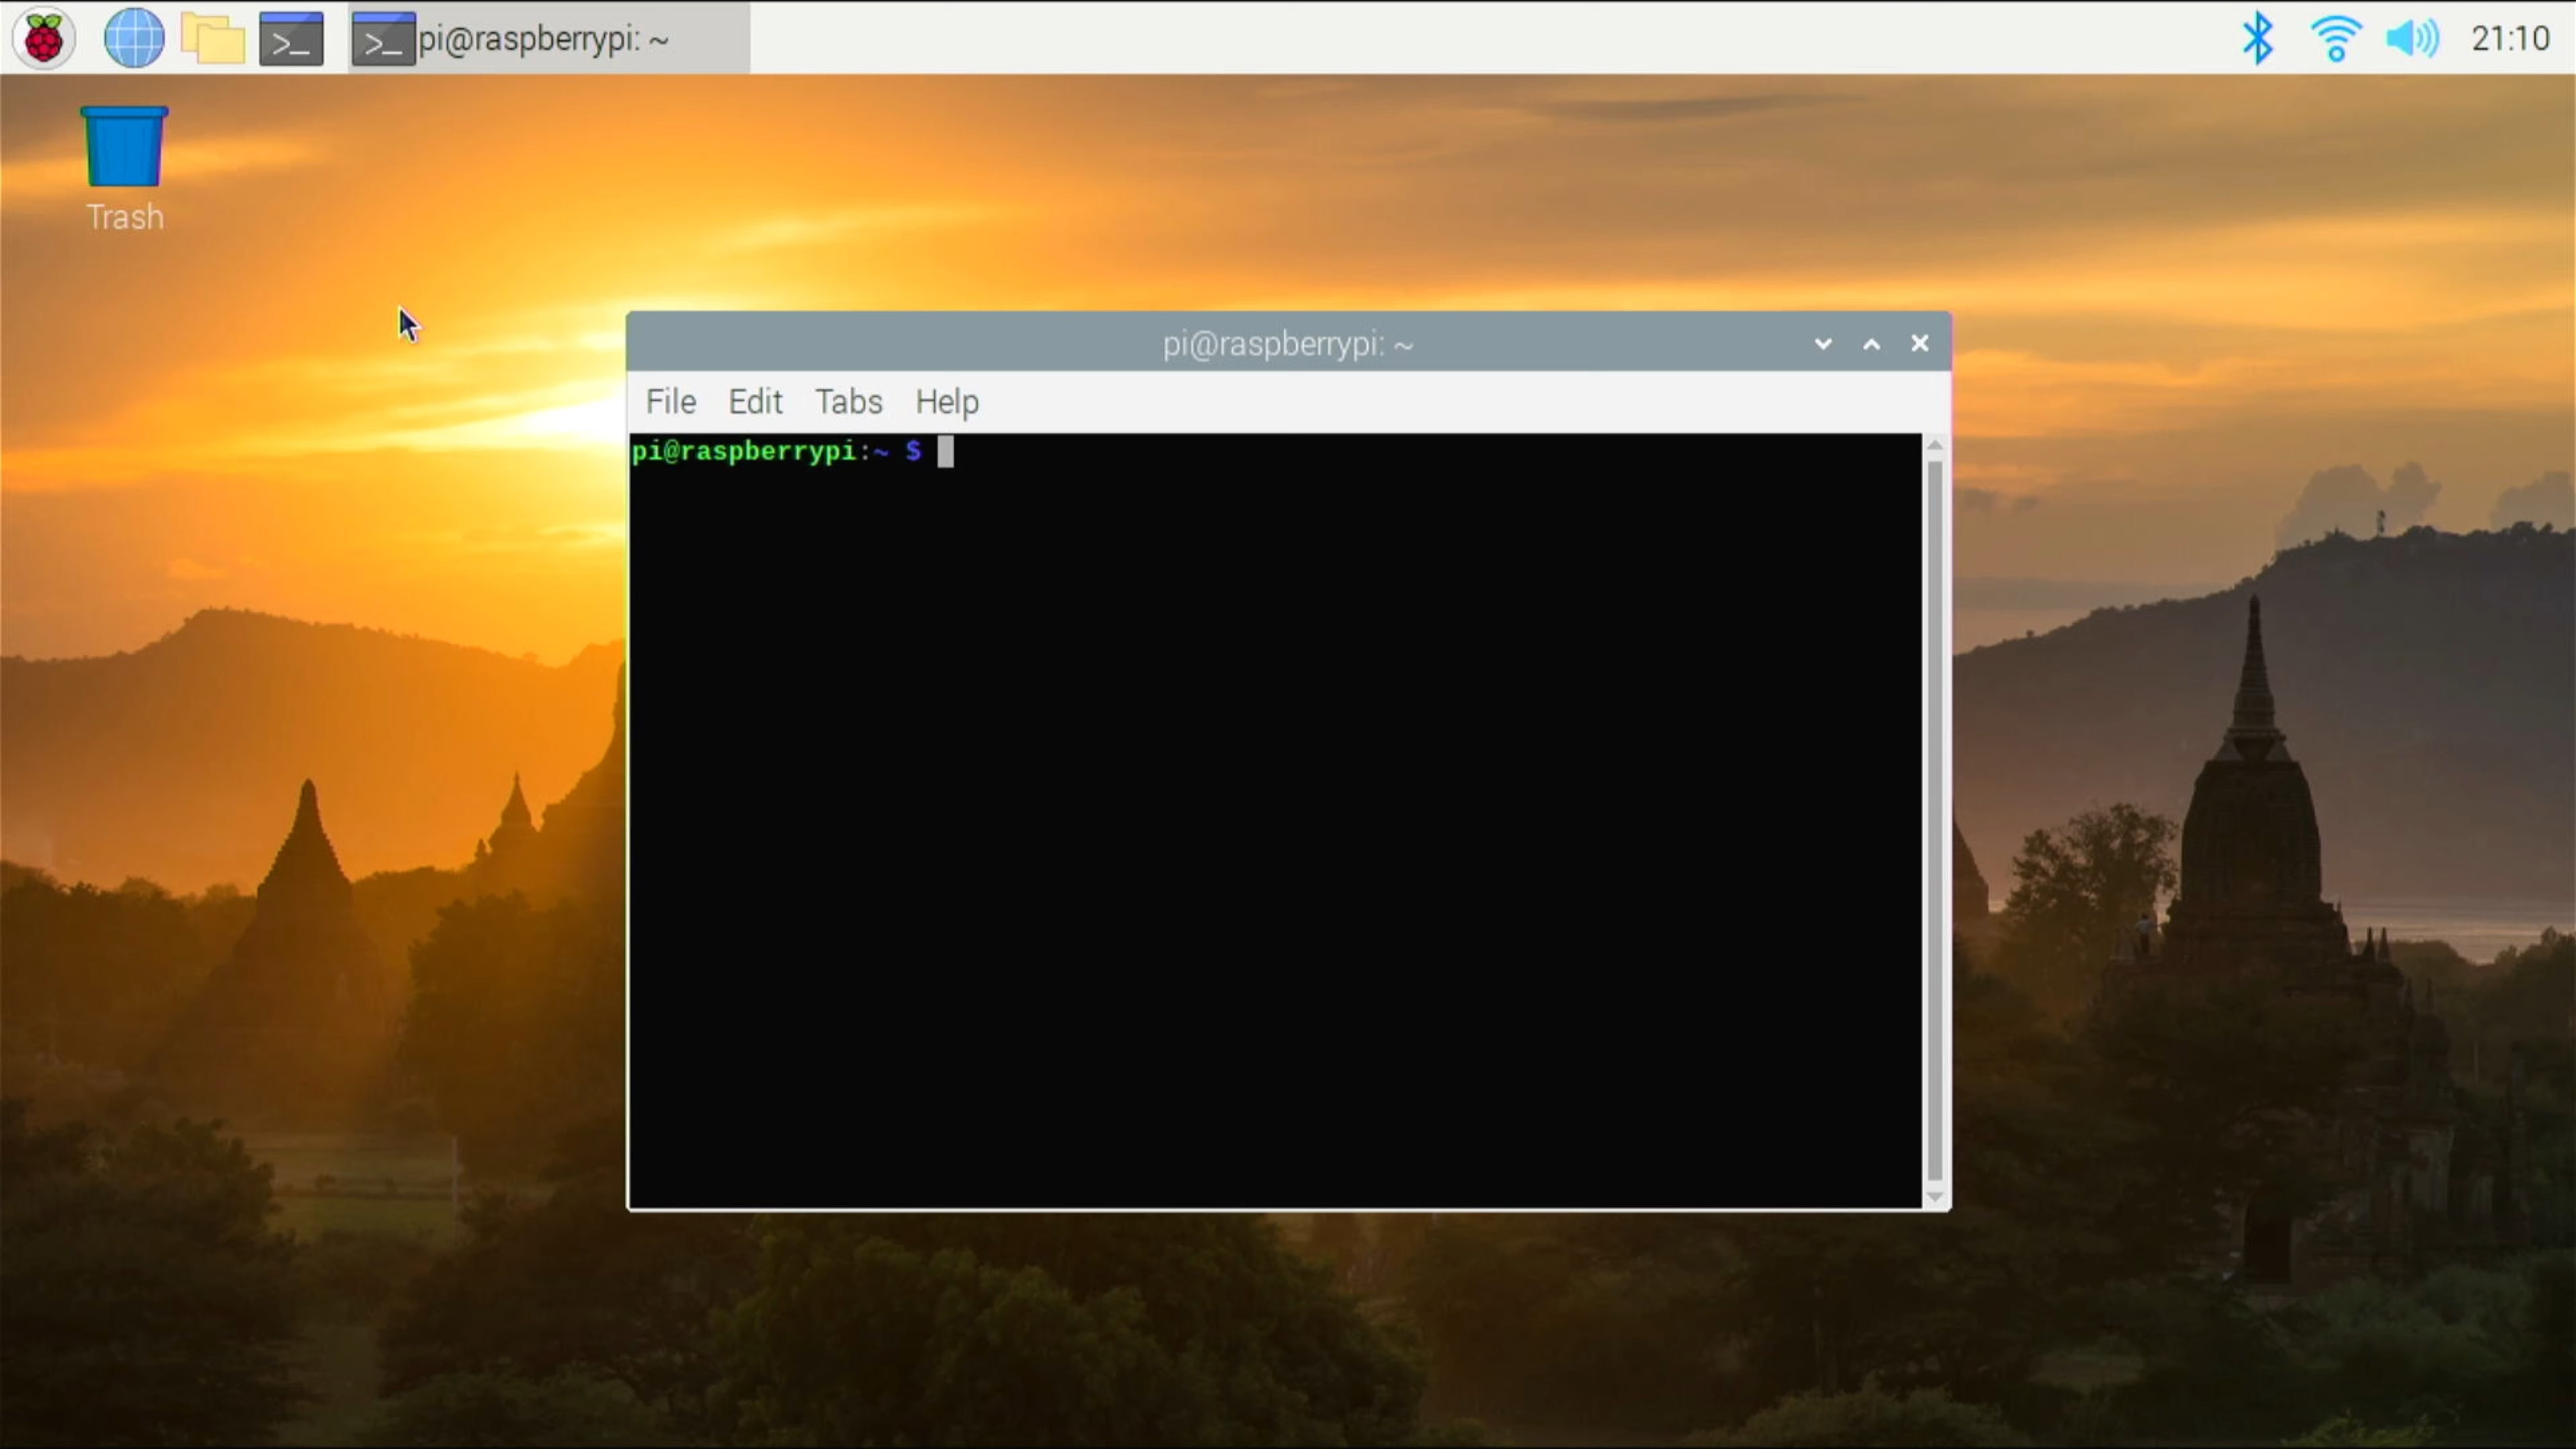 pi@raspberrypi: ~
21:10
Trash
pi@raspberrypi: ~
File Edit Tabs Help
pi@raspberrypi:~ $